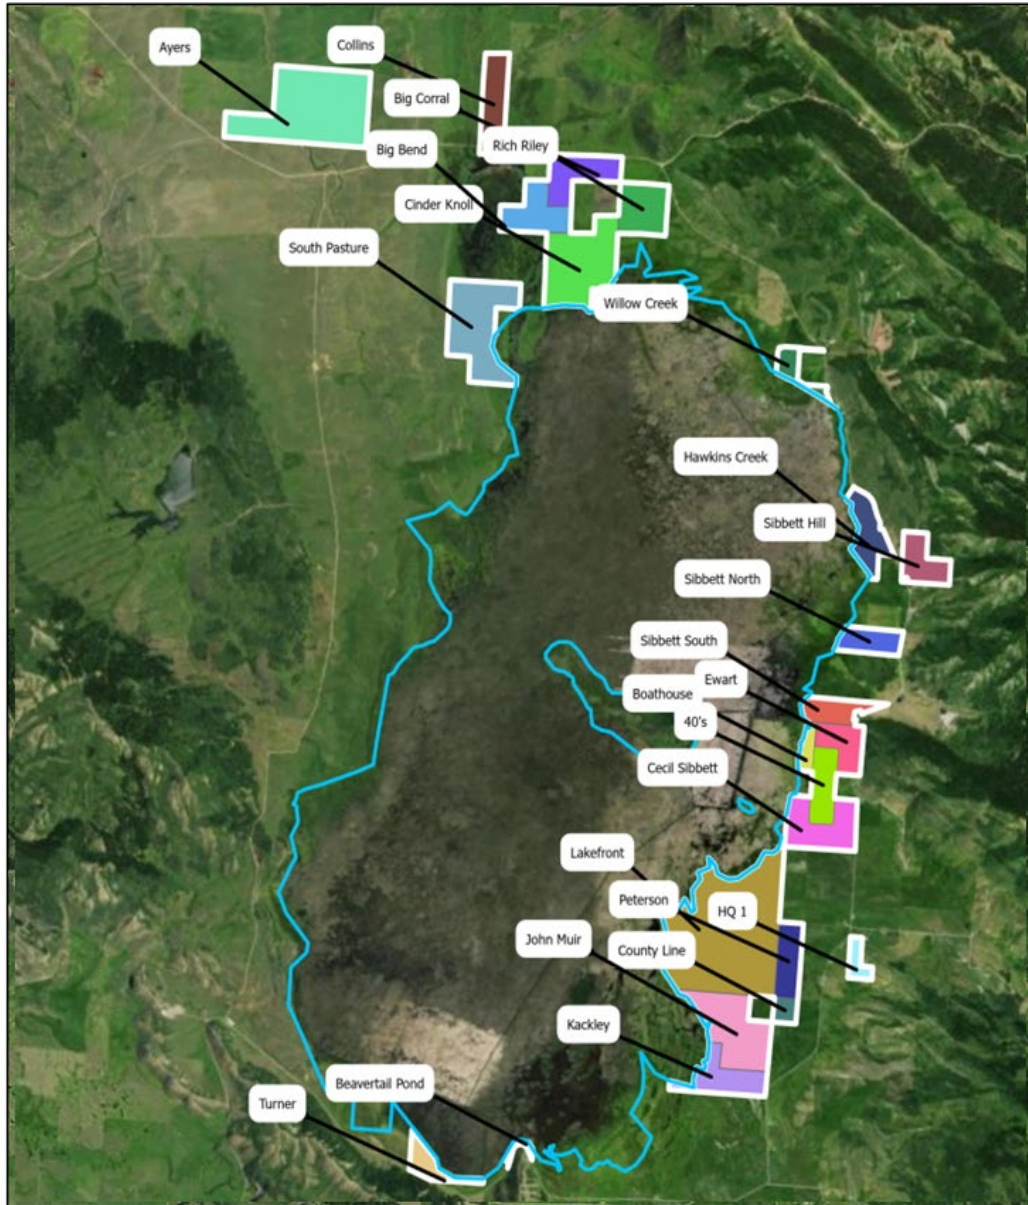 Ayers
Collins
Big Corral
Big Bend
Rich Riley
Cinder Knoll
South Pasture
Willow Creek
Hawkins Creek
Sibbett Hill
Sibbett North
Sibbett South
Ewart
Boathouse
40's
Cecil Sibbett
Lakefront
Peterson
HQ 1
John Muir
County Line
Kackley
Beavertail Pond
Turner